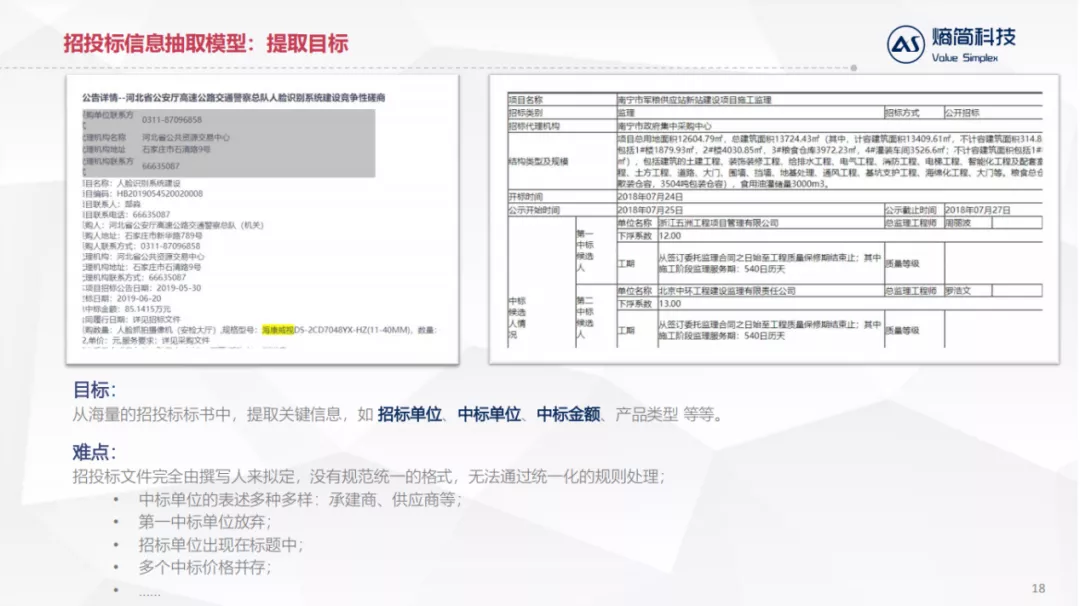 招投标信息抽取模型：提取目标
熵简科技
Value Simplex
公告详情--河北省公安厅高速公路交通警察总队人脸识别系统建设竞争性磋商
购单位联系方
0311-87096858
理机构名称 河北省公共资源交易中心
理机构地址 石家庄市石清路9号
理机构联系方
66635087
目名称：人脸识别系统建设
目编码：HB2019054520020008
目联系人：郜淼
目联系电话：66635087
购人：河北省公安厅高速公路交通警察总队（机关）
购人地址：石家庄市新华路789号
购人联系方式：0311-87096858
理机构：河北省公共资源交易中心
理机构地址：石家庄市石清路9号
理机构联系方式：66635087
项目招标公告日期：2019-05-30
标日期：2019-06-20
中标金额：85.1415万元
同履行日期：详见招标文件
购数量：人脸抓拍摄像机（安检大厅）,规格型号：海康威视DS-2CD7048YX-HZ(11-40MM)，数量：
2,单价：元,服务要求：详见采购文件
项目名称 南宁市军粮供应站新站建设项目施工监理
招标类别 监理 招标方式 公开招标
招标代理机构 南宁市政府集中采购中心
结构类型及规模
项目总用地面积12604.79㎡，总建筑面积13724.43㎡（其中，计容建筑面积13409.61㎡，不计容建筑面积314.8
包括1#楼1879.93㎡，2#楼4030.85㎡，3#粮食仓库3972.23㎡，4#灌装车间3526.6㎡；不计容建筑面积包括1#
㎡），包括建筑的土建工程、装饰装修工程、给排水工程、电气工程、消防工程、电梯工程、智能化工程及配套室
程、土方工程、道路、大门、围墙、挡墙、地基处理、通风工程、基坑支护工程、海绵化工程、大门等。粮食总仓
散装仓容，3504吨包装仓容），食用油灌储量3000m3。
开标时间 2018年07月24日
公示开始时间 2018年07月25日 公示截止时间 2018年07月27日
中标候选人情况
第一中标候选人
单位名称 浙江五洲工程项目管理有限公司 总监理工程师 周丽波
下浮系数 12.00
工期 从签订委托监理合同之日始至工程质量保修期结束止；其中
施工阶段监理服务期：540日历天 质量等级
第二中标候选人
单位名称 北京中环工程建设监理有限责任公司 总监理工程师 罗浩文
下浮系数 13.00
工期 从签订委托监理合同之日始至工程质量保修期结束止；其中
施工阶段监理服务期：540日历天 质量等级
目标：
从海量的招投标标书中，提取关键信息，如 招标单位、中标单位、中标金额、产品类型 等等。
难点：
招投标文件完全由撰写人来拟定，没有规范统一的格式，无法通过统一化的规则处理；
• 中标单位的表述多种多样：承建商、供应商等；
• 第一中标单位放弃；
• 招标单位出现在标题中；
• 多个中标价格并存；
• ……
18